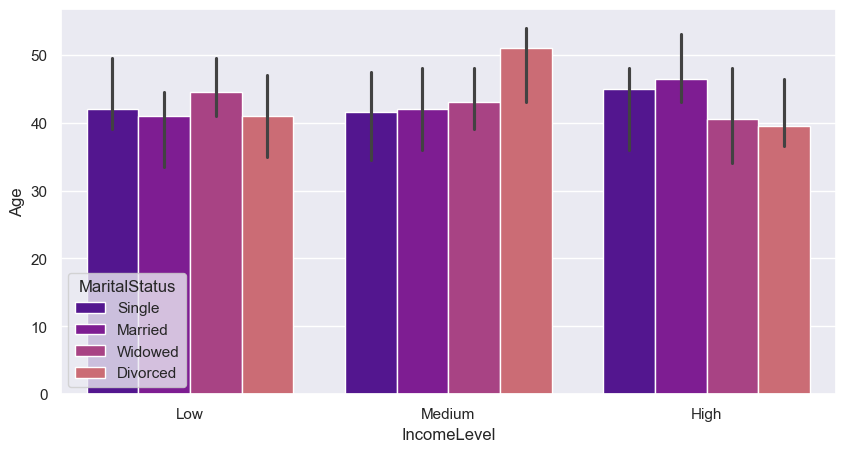 50
40
30
20
10
0
Age
MaritalStatus
Single
Married
Widowed
Divorced
Low Medium High
IncomeLevel